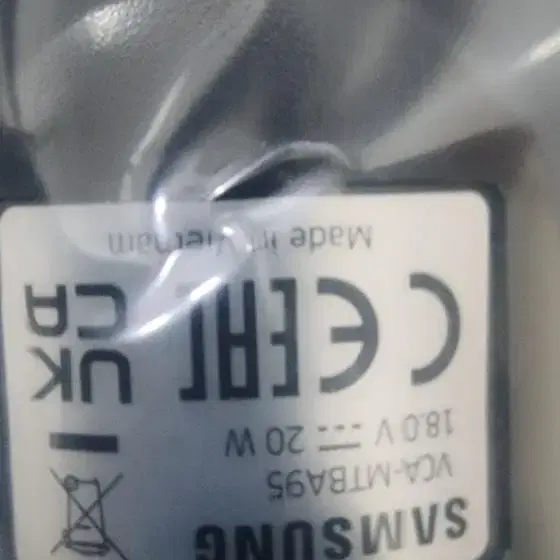 SAMSUNG
VCA-MTBA95
18.0 V ⎓ 20 W
CE EAC UK
CA
Made in Vietnam